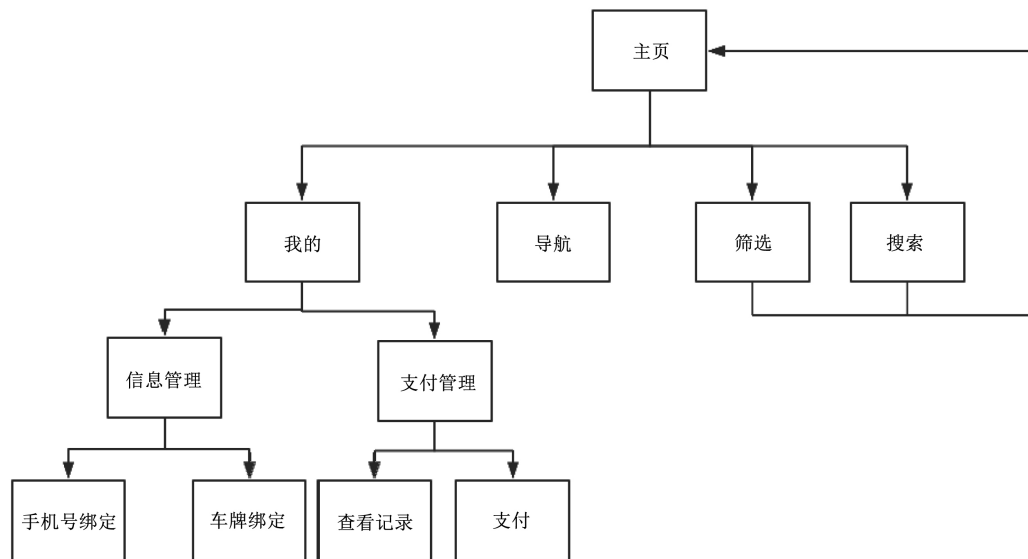 主页
我的
导航
筛选
搜索
信息管理
支付管理
手机号绑定
车牌绑定
查看记录
支付